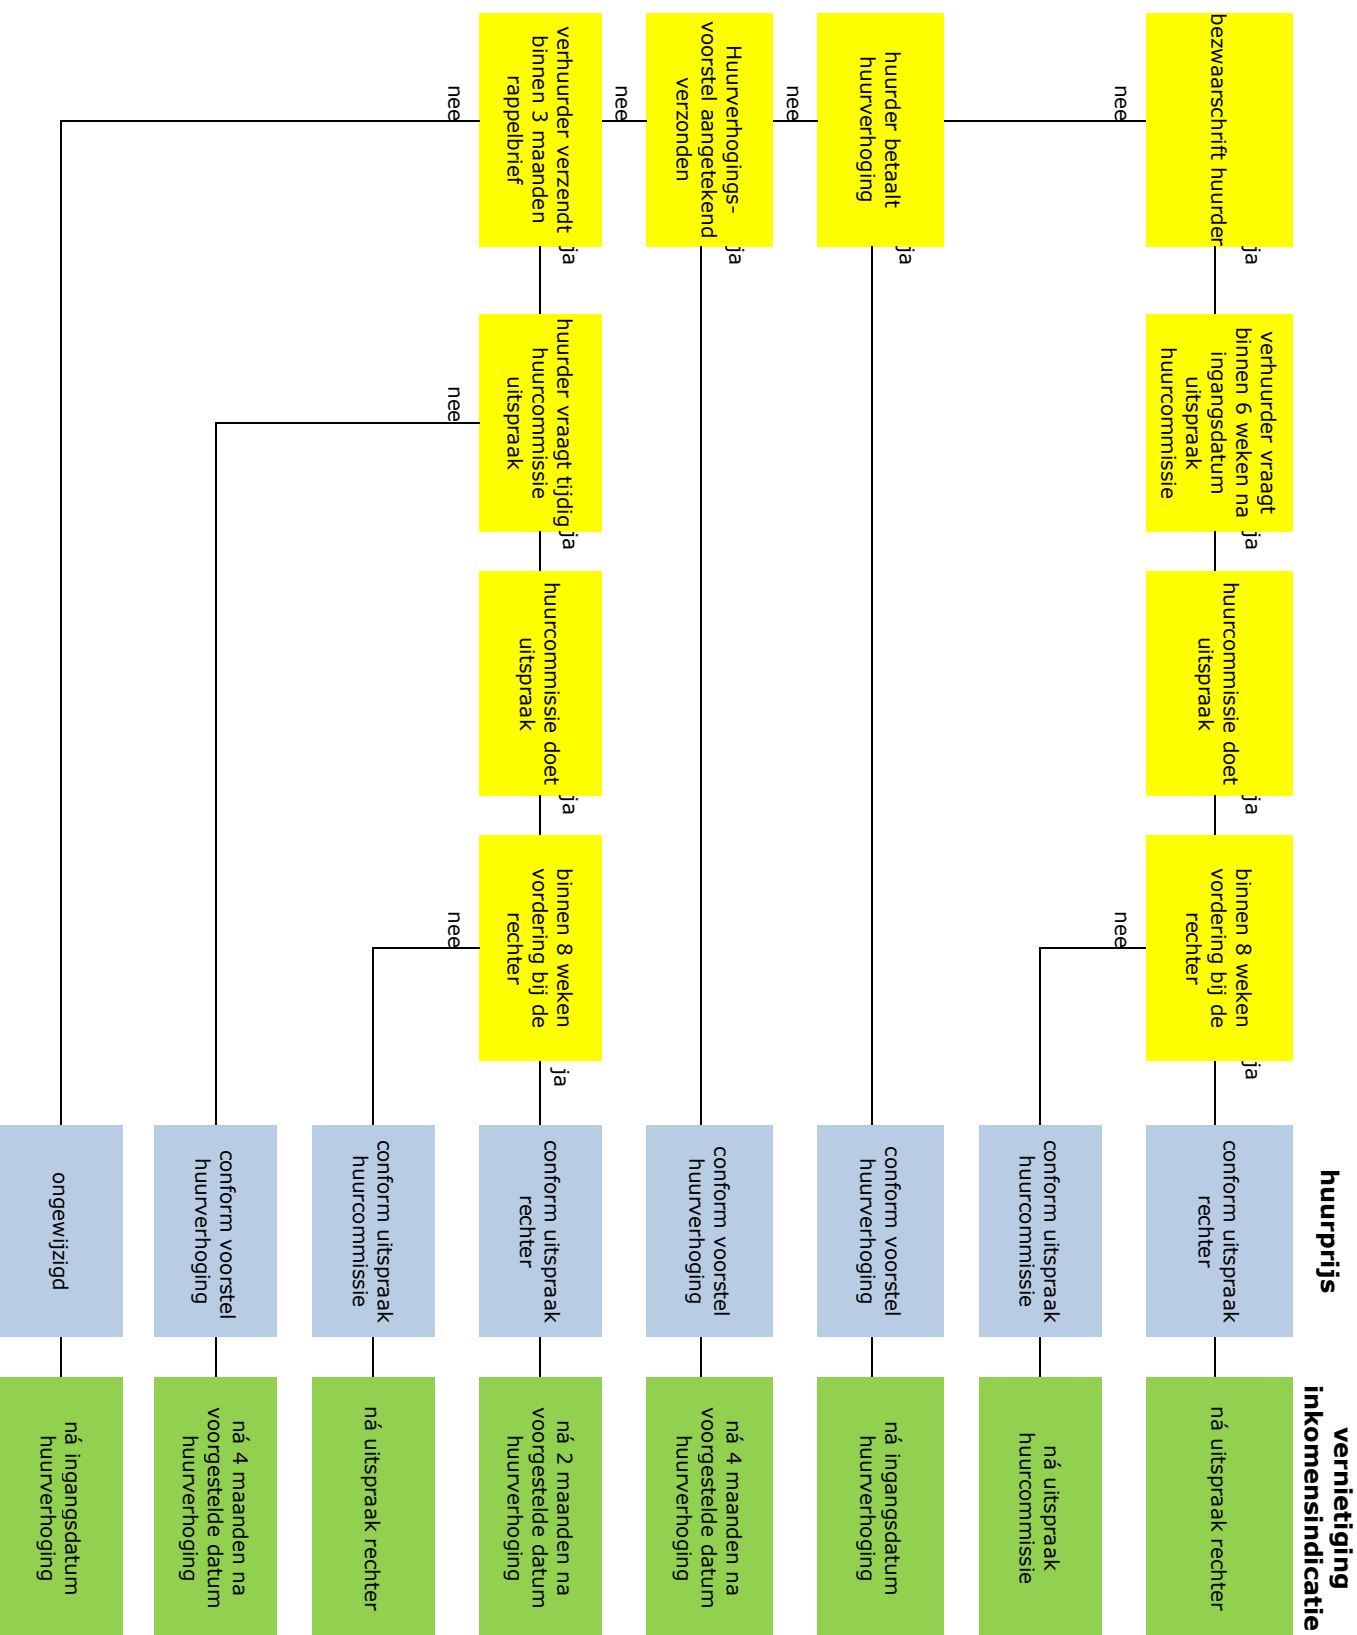 huurprijs
vernietiging
inkomensindicatie
bezwaarschrift huurder
ja
verhuurder vraagt
binnen 6 weken na
ingangsdatum
uitspraak
huurcommissie
ja
huurcommissie doet
uitspraak
ja
binnen 8 weken
vordering bij de
rechter
ja
conform uitspraak
rechter
ná uitspraak rechter
nee
nee
conform uitspraak
huurcommissie
ná uitspraak
huurcommissie
huurder betaalt
huurverhoging
ja
conform voorstel
huurverhoging
ná ingangsdatum
huurverhoging
nee
Huurverhogings-
voorstel aangetekend
verzonden
ja
conform voorstel
huurverhoging
ná 4 maanden na
voorgestelde datum
huurverhoging
nee
verhuurder verzendt
binnen 3 maanden
rappelbrief
ja
huurder vraagt tijdig
huurcommissie
uitspraak
ja
huurcommissie doet
uitspraak
ja
binnen 8 weken
vordering bij de
rechter
ja
conform uitspraak
rechter
ná 2 maanden na
voorgestelde datum
huurverhoging
nee
nee
nee
conform uitspraak
huurcommissie
ná uitspraak rechter
conform voorstel
huurverhoging
ná 4 maanden na
voorgestelde datum
huurverhoging
ongewijzigd
ná ingangsdatum
huurverhoging